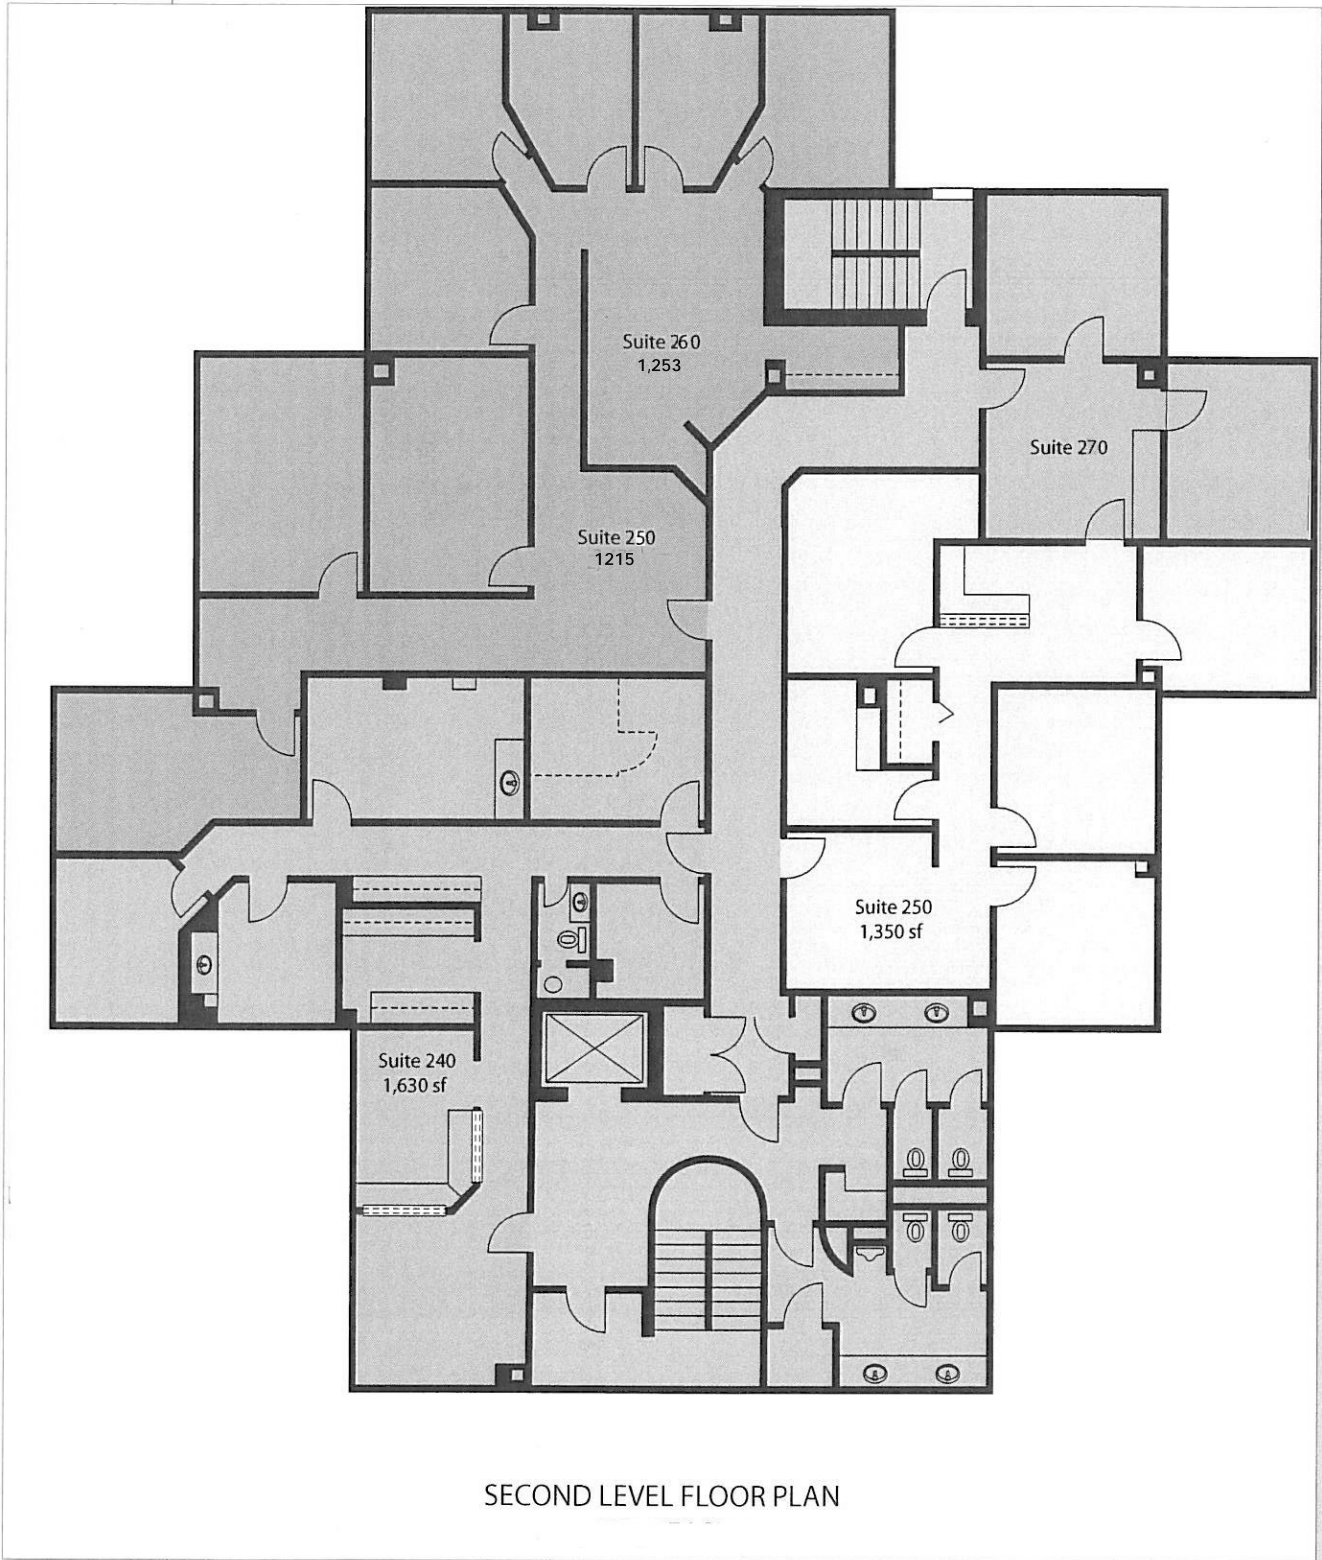 Suite 260
1,253
Suite 270
Suite 250
1215
Suite 250
1,350 sf
Suite 240
1,630 sf
SECOND LEVEL FLOOR PLAN